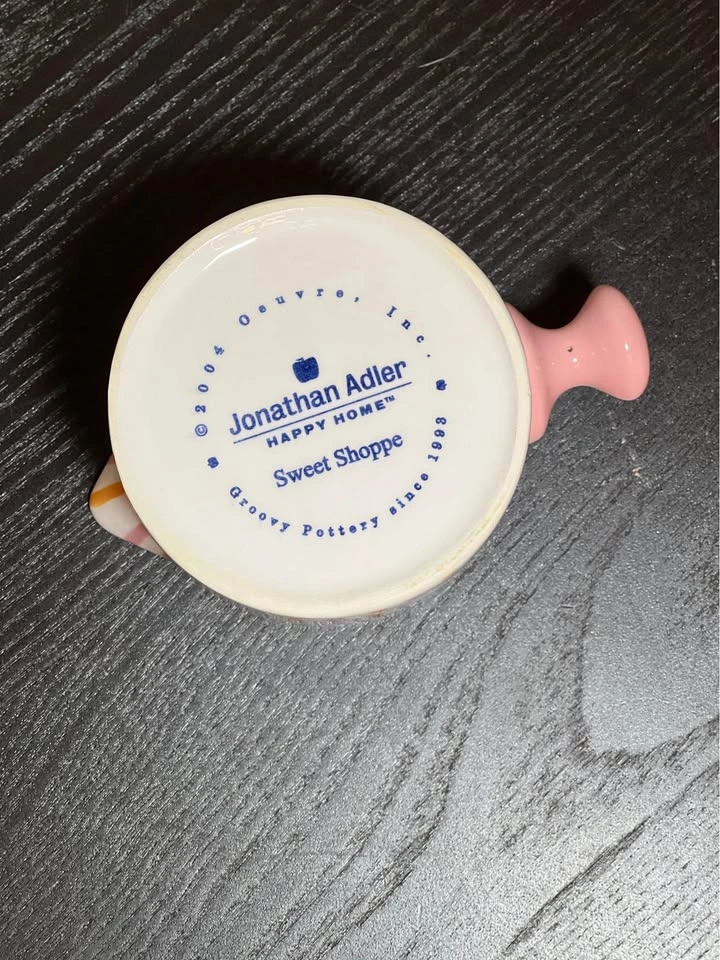 ©2004 Oeuvre, Inc.
Jonathan Adler
HAPPY HOME™
Sweet Shoppe
Groovy Pottery since 1993